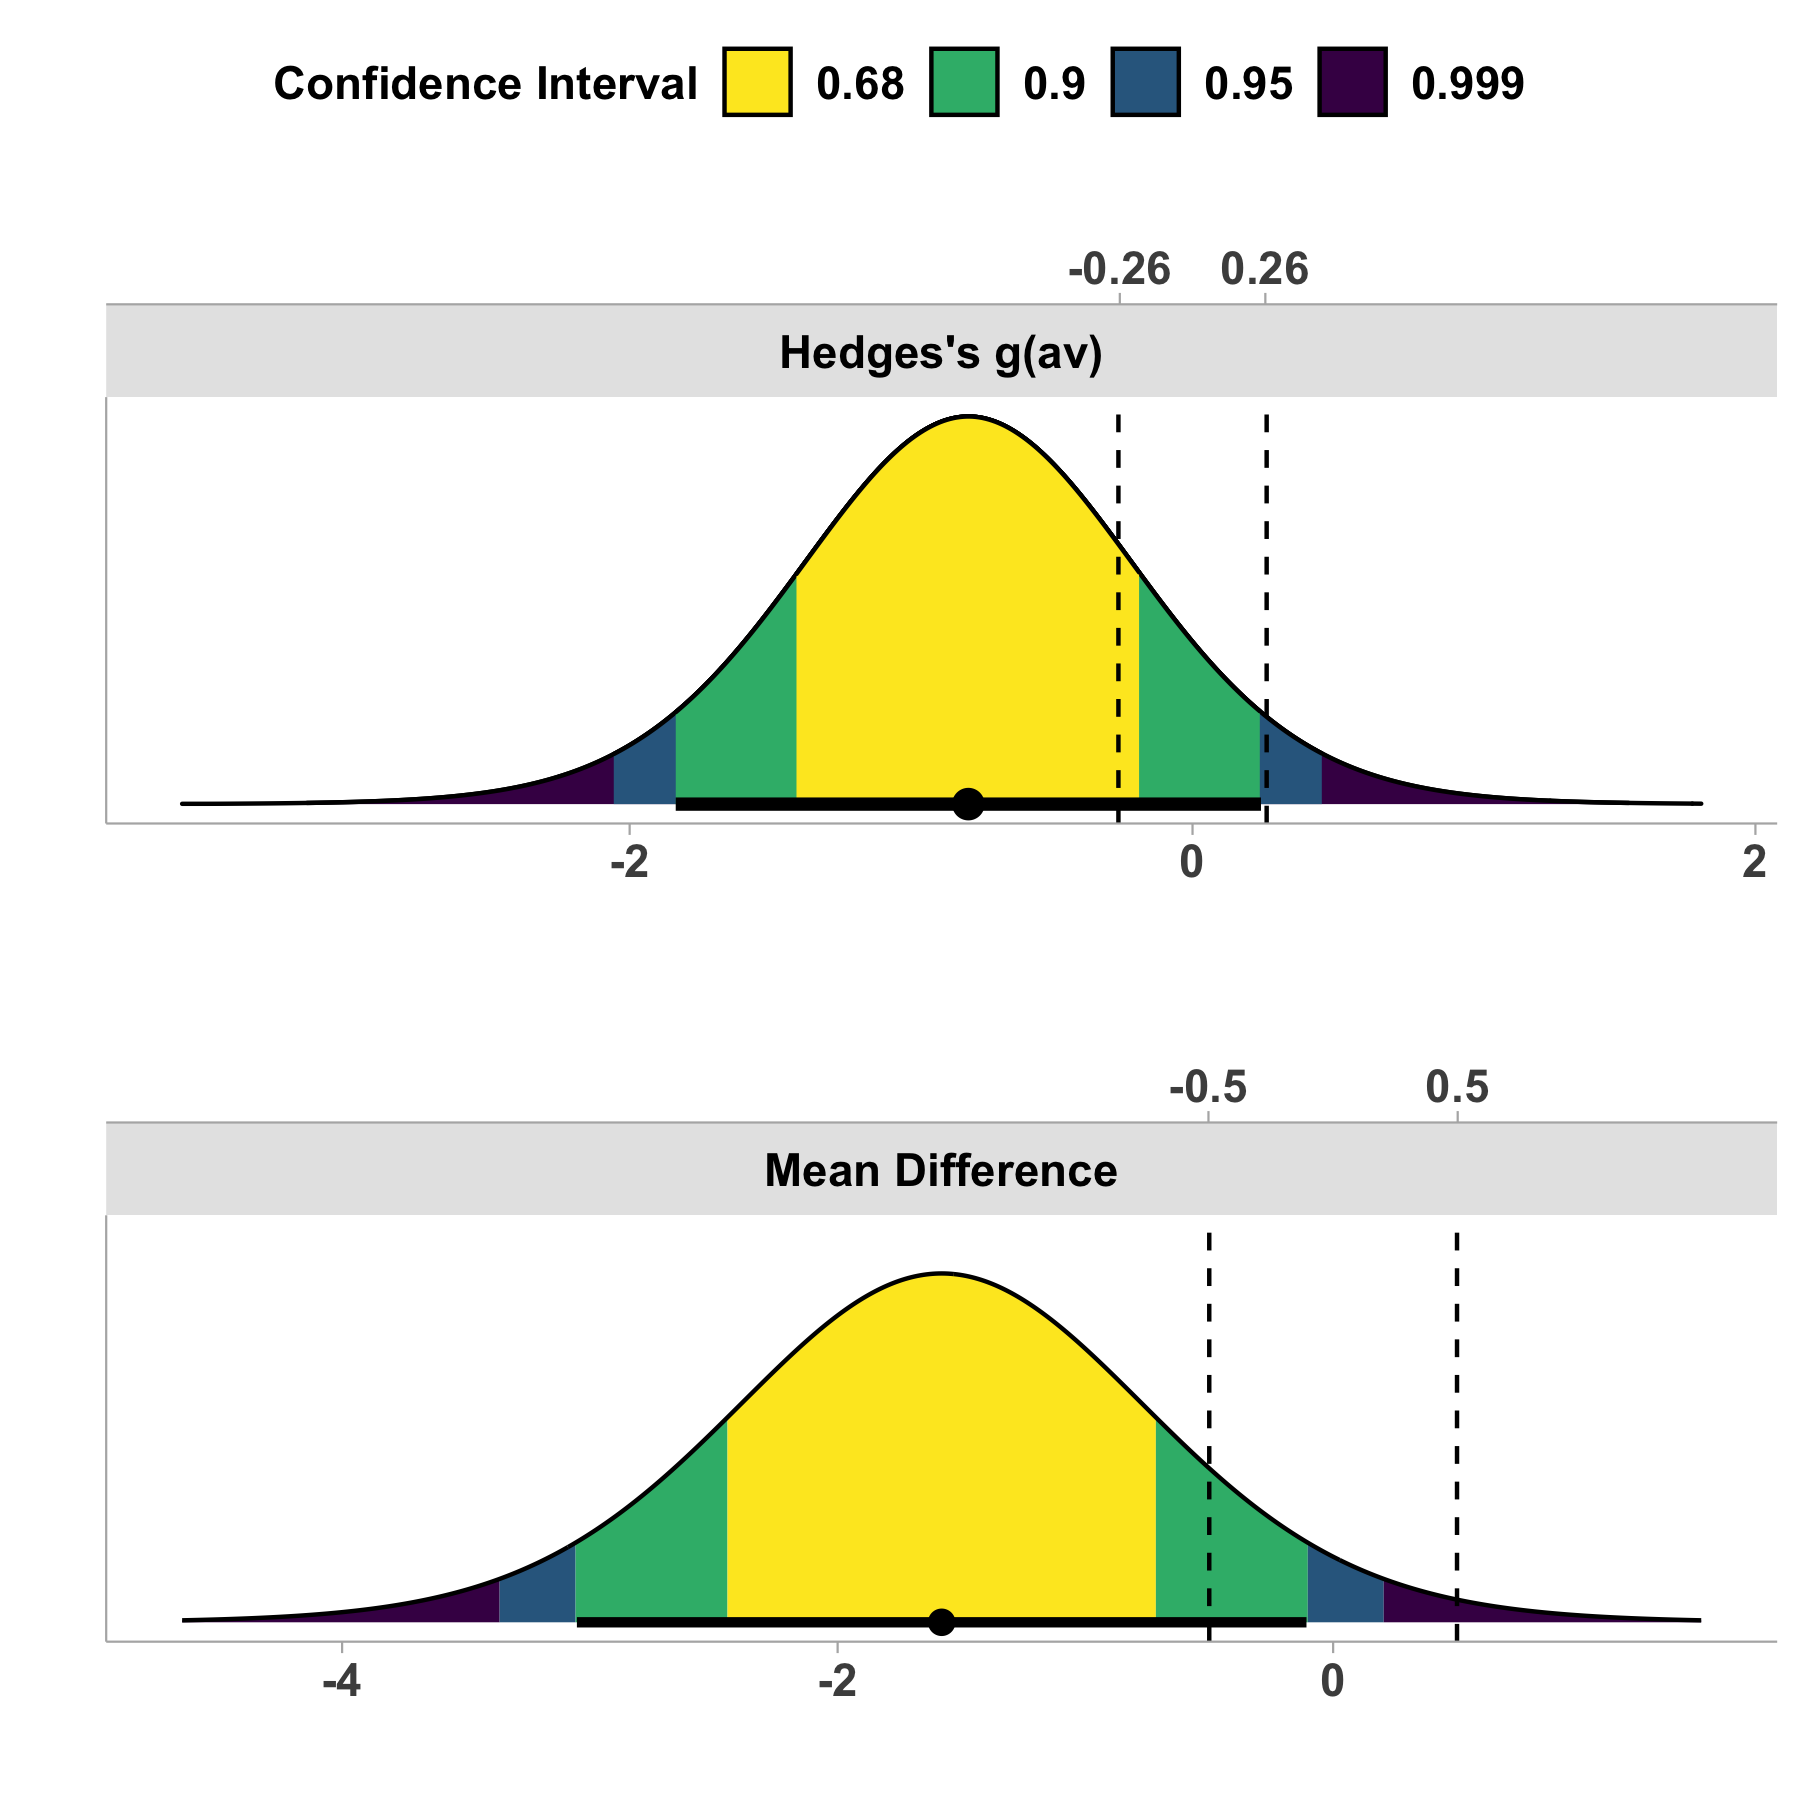 Confidence Interval 0.68 0.9 0.95 0.999
-0.26 0.26
Hedges's g(av)
-2 0 2
-0.5 0.5
Mean Difference
-4 -2 0